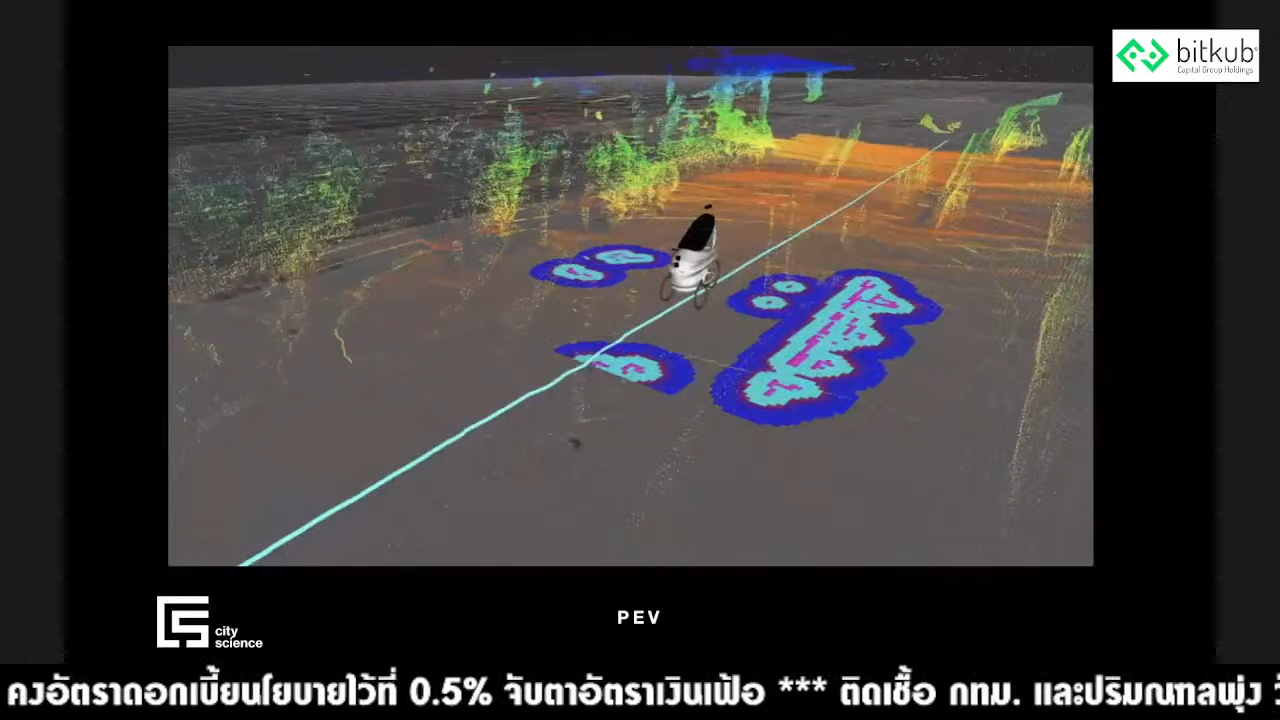 bitkub
Capital Group Holdings
PEV
city
science
คงอัตราดอกเบี้ยนโยบายไว้ที่ 0.5% จับตาอัตราเงินเฟ้อ *** ติดเชื้อ กทม. และปริมณฑลพุ่ง